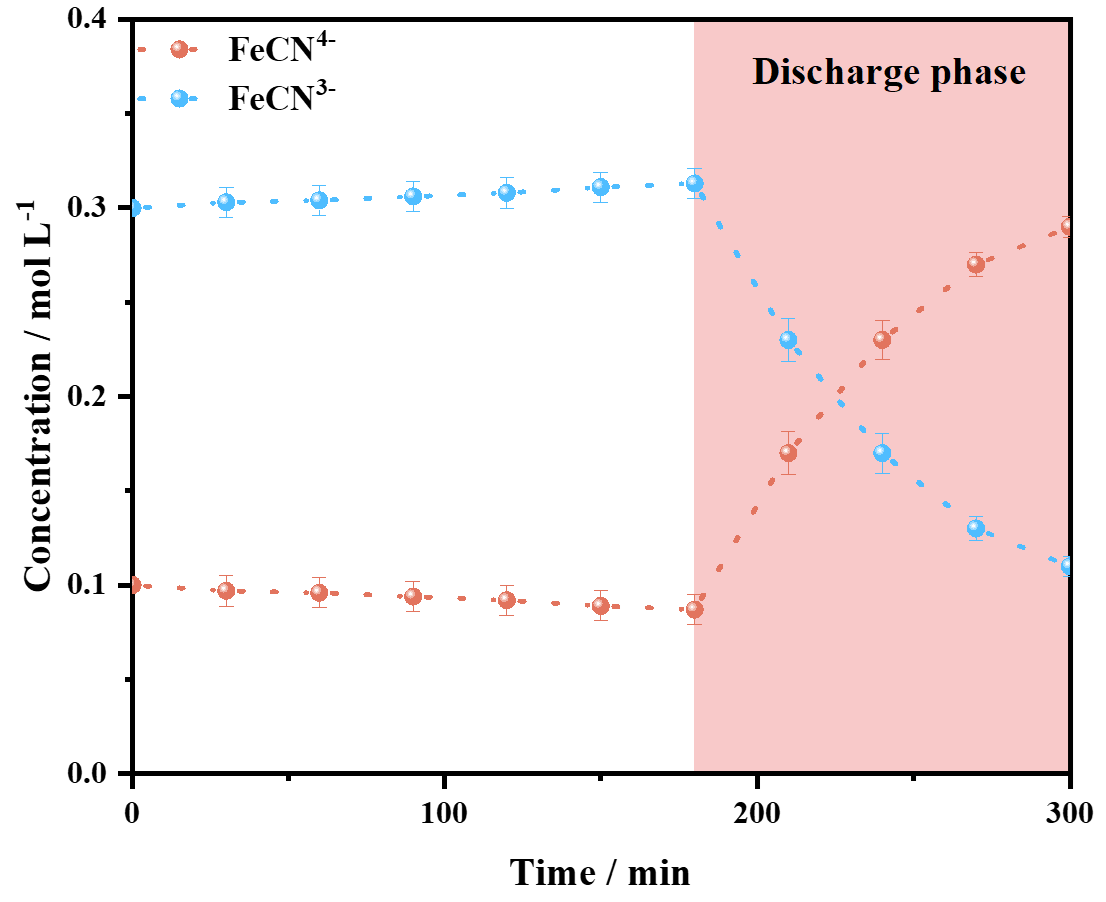 FeCN⁴⁻
FeCN³⁻
Discharge phase
0.4
0.3
0.2
0.1
0.0
Concentration / mol L⁻¹
0
100
200
300
Time / min